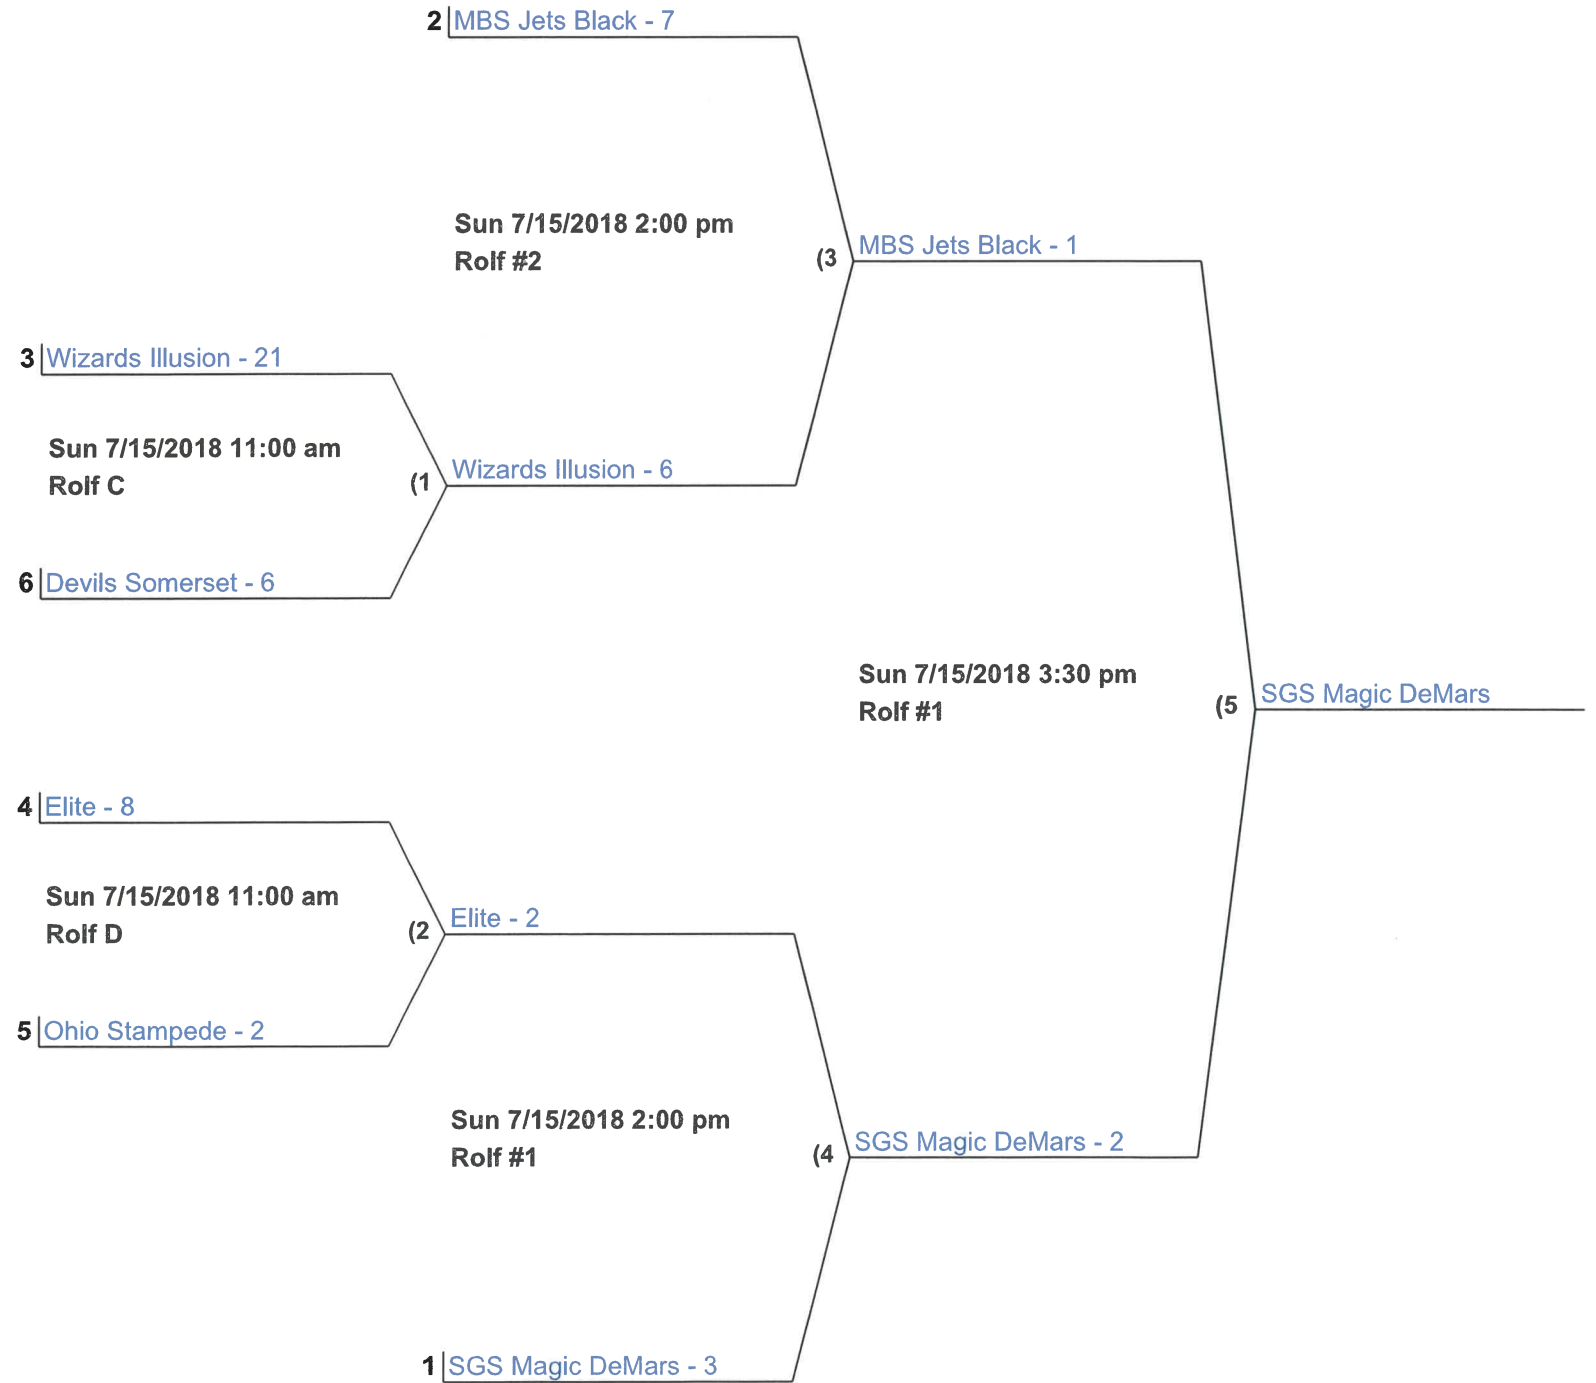 2 MBS Jets Black - 7
Sun 7/15/2018 2:00 pm
Rolf #2
(3 MBS Jets Black - 1
3 Wizards Illusion - 21
Sun 7/15/2018 11:00 am
Rolf C
(1 Wizards Illusion - 6
6 Devils Somerset - 6
Sun 7/15/2018 3:30 pm
Rolf #1
(5 SGS Magic DeMars
4 Elite - 8
Sun 7/15/2018 11:00 am
Rolf D
(2 Elite - 2
5 Ohio Stampede - 2
Sun 7/15/2018 2:00 pm
Rolf #1
(4 SGS Magic DeMars - 2
1 SGS Magic DeMars - 3